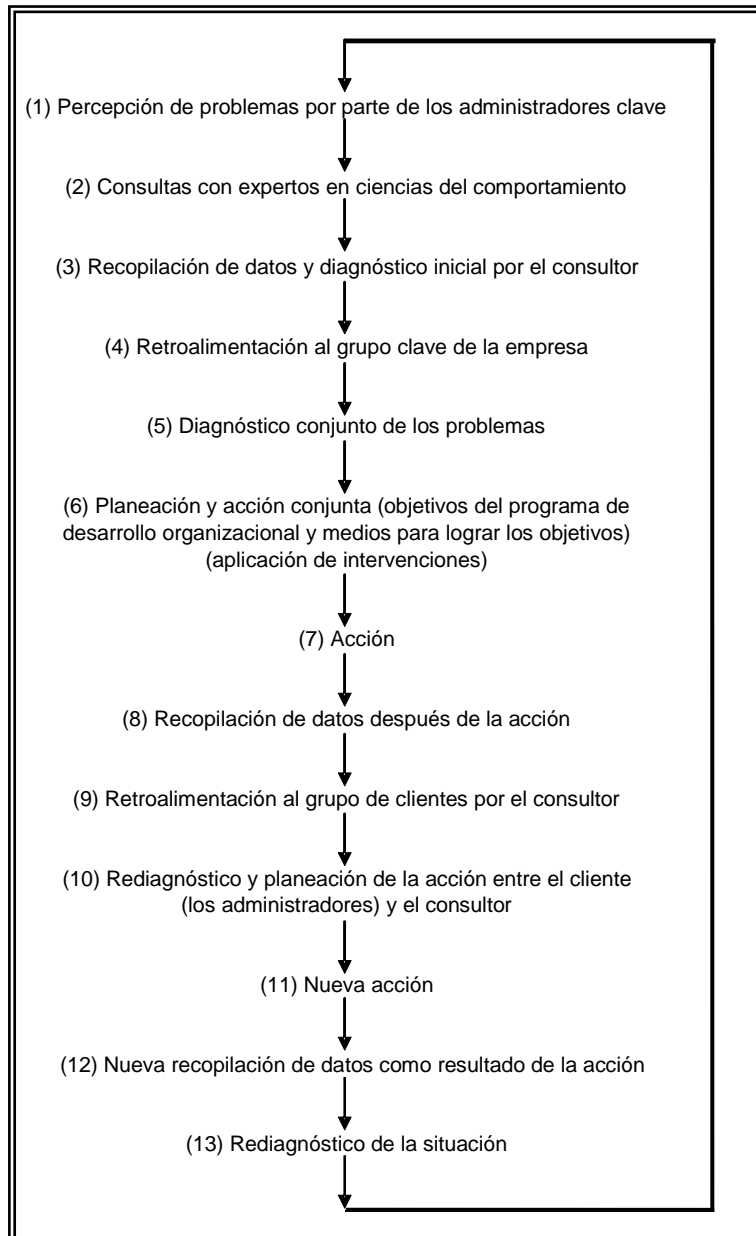 (1) Percepción de problemas por parte de los administradores clave
(2) Consultas con expertos en ciencias del comportamiento
(3) Recopilación de datos y diagnóstico inicial por el consultor
(4) Retroalimentación al grupo clave de la empresa
(5) Diagnóstico conjunto de los problemas
(6) Planeación y acción conjunta (objetivos del programa de
desarrollo organizacional y medios para lograr los objetivos)
(aplicación de intervenciones)
(7) Acción
(8) Recopilación de datos después de la acción
(9) Retroalimentación al grupo de clientes por el consultor
(10) Rediagnóstico y planeación de la acción entre el cliente
(los administradores) y el consultor
(11) Nueva acción
(12) Nueva recopilación de datos como resultado de la acción
(13) Rediagnóstico de la situación